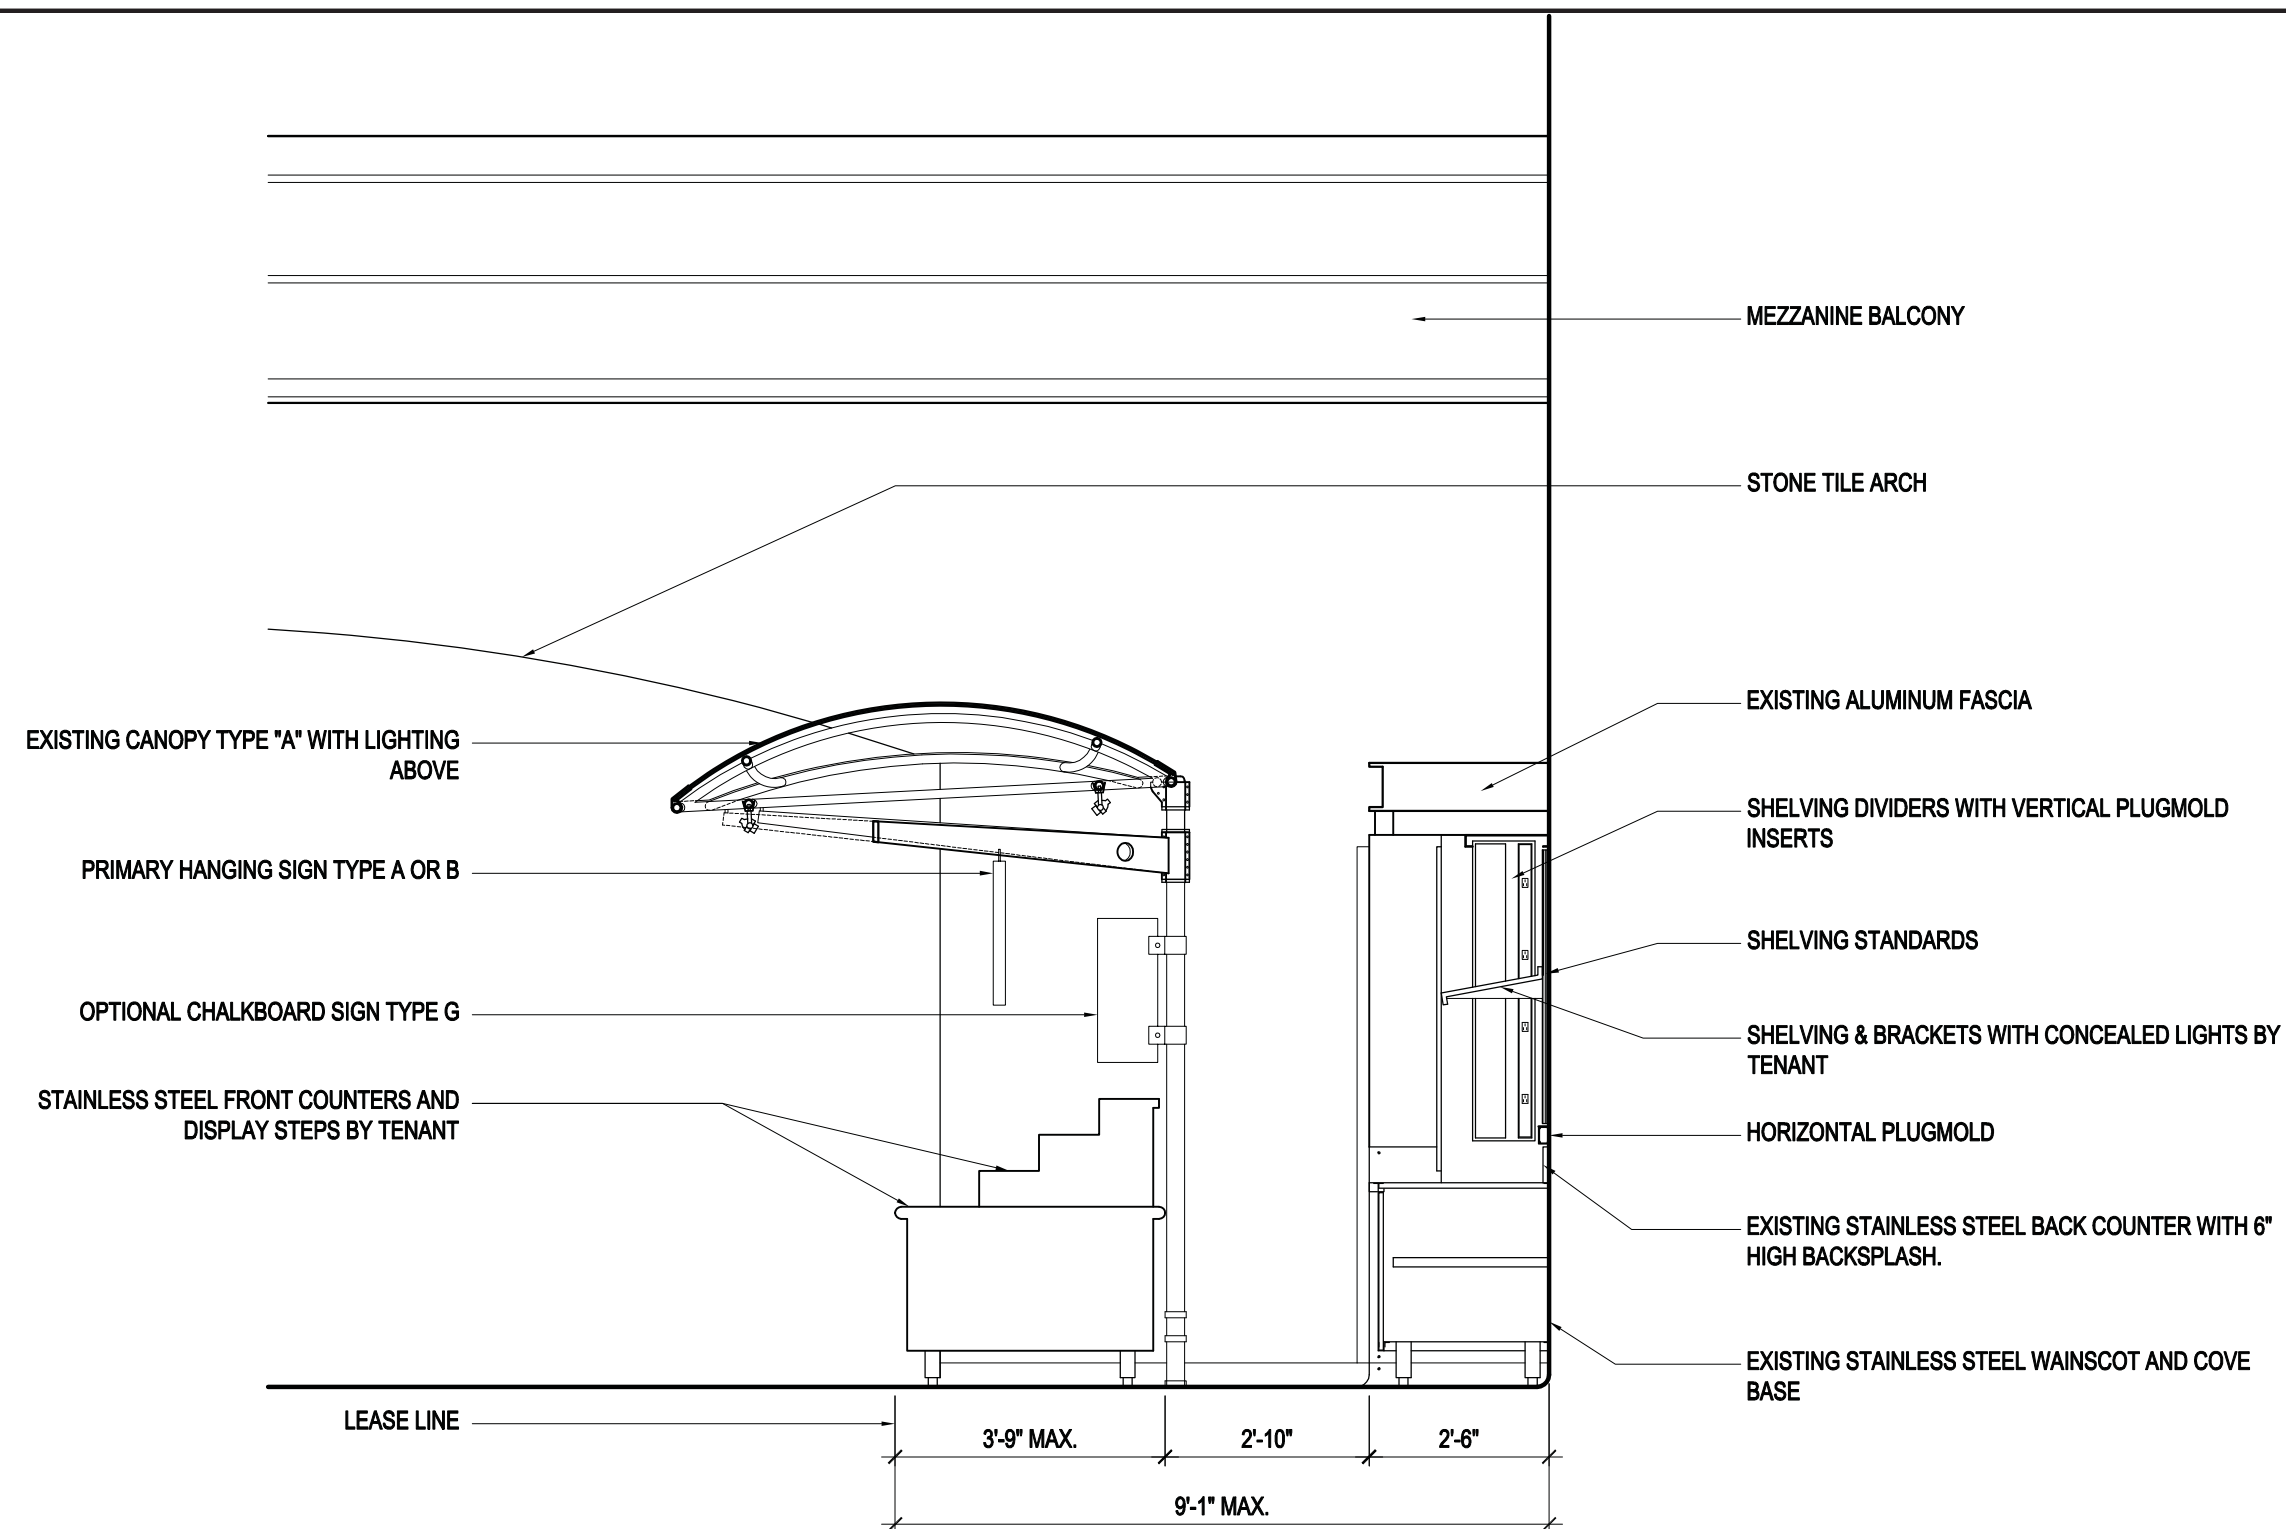 MEZZANINE BALCONY
STONE TILE ARCH
EXISTING ALUMINUM FASCIA
EXISTING CANOPY TYPE "A" WITH LIGHTING
ABOVE
SHELVING DIVIDERS WITH VERTICAL PLUGMOLD
INSERTS
PRIMARY HANGING SIGN TYPE A OR B
SHELVING STANDARDS
OPTIONAL CHALKBOARD SIGN TYPE G
SHELVING & BRACKETS WITH CONCEALED LIGHTS BY
TENANT
STAINLESS STEEL FRONT COUNTERS AND
DISPLAY STEPS BY TENANT
HORIZONTAL PLUGMOLD
EXISTING STAINLESS STEEL BACK COUNTER WITH 6"
HIGH BACKSPLASH.
EXISTING STAINLESS STEEL WAINSCOT AND COVE
BASE
LEASE LINE
3'-9" MAX.
2'-10"
2'-6"
9'-1" MAX.